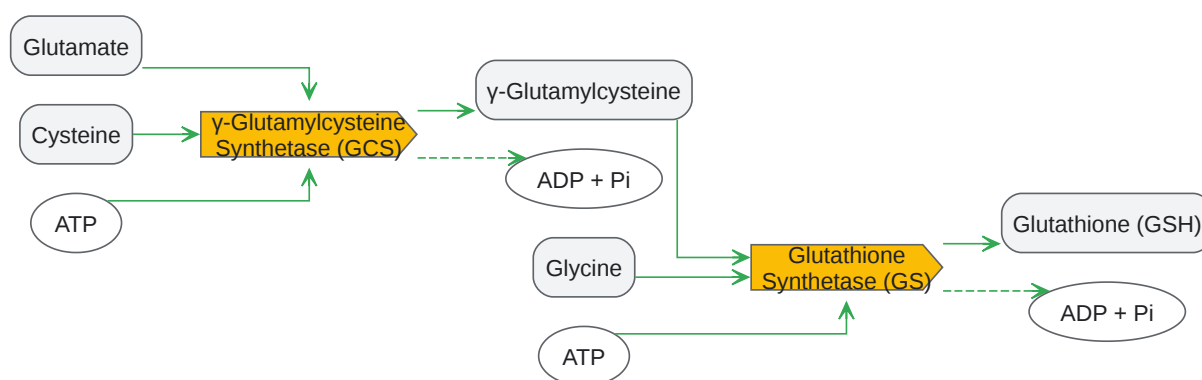 Glutamate
Cysteine
ATP
γ-Glutamylcysteine
Synthetase (GCS)
γ-Glutamylcysteine
ADP + Pi
Glycine
ATP
Glutathione
Synthetase (GS)
Glutathione (GSH)
ADP + Pi